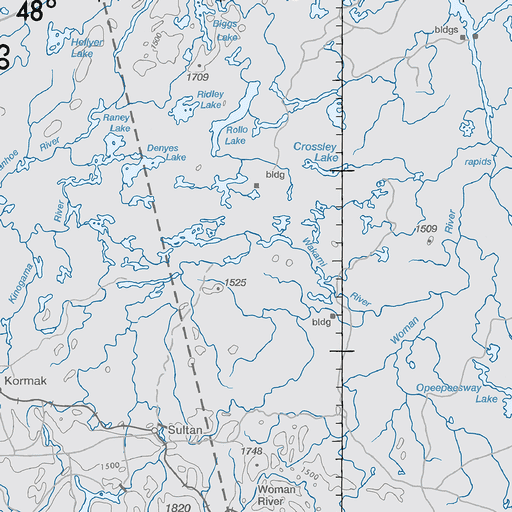 48°
Biggs
Lake
bldgs
Hellyer
Lake
1800
3
1709
Ridley
Lake
Raney
Lake
Rollo
Lake
River
Denyes
Lake
Crossley
Lake
rapids
bldg
River
River
1509
Wakami
Kinogama
1525
River
bldg
Woman
Kormak
Opeepeesway
Lake
Sultan
1748
1500
1500
Woman
River
1820